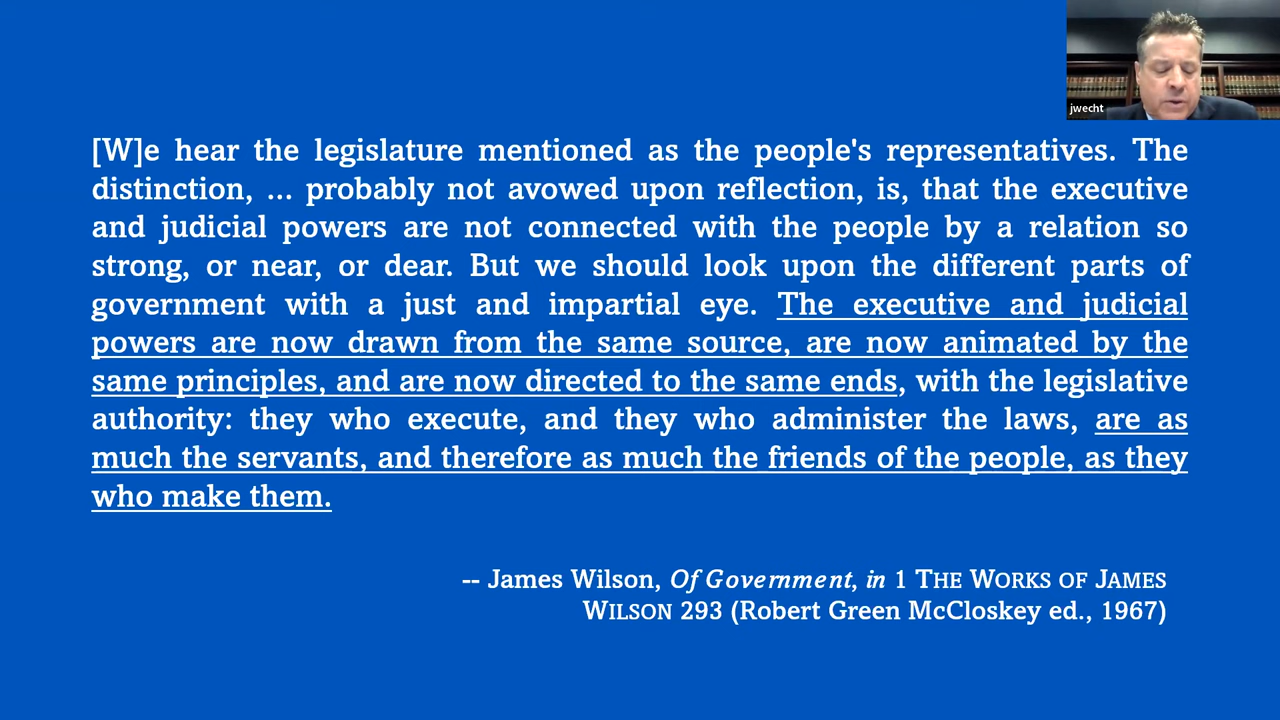 jwecht
[W]e hear the legislature mentioned as the people's representatives. The
distinction, ... probably not avowed upon reflection, is, that the executive
and judicial powers are not connected with the people by a relation so
strong, or near, or dear. But we should look upon the different parts of
government with a just and impartial eye. The executive and judicial
powers are now drawn from the same source, are now animated by the
same principles, and are now directed to the same ends, with the legislative
authority: they who execute, and they who administer the laws, are as
much the servants, and therefore as much the friends of the people, as they
who make them.
-- James Wilson, Of Government, in 1 THE WORKS OF JAMES
WILSON 293 (Robert Green McCloskey ed., 1967)